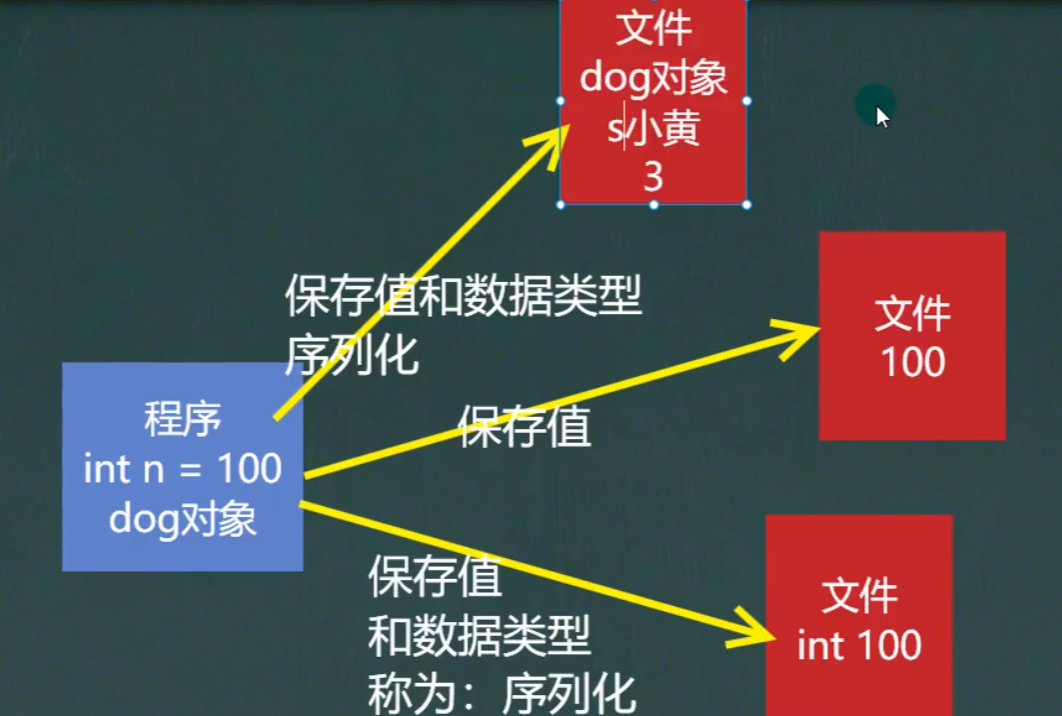 文件
dog对象
s小黄
3
保存值和数据类型
序列化
文件
100
保存值
程序
int n = 100
dog对象
保存值
和数据类型
称为：序列化
文件
int 100